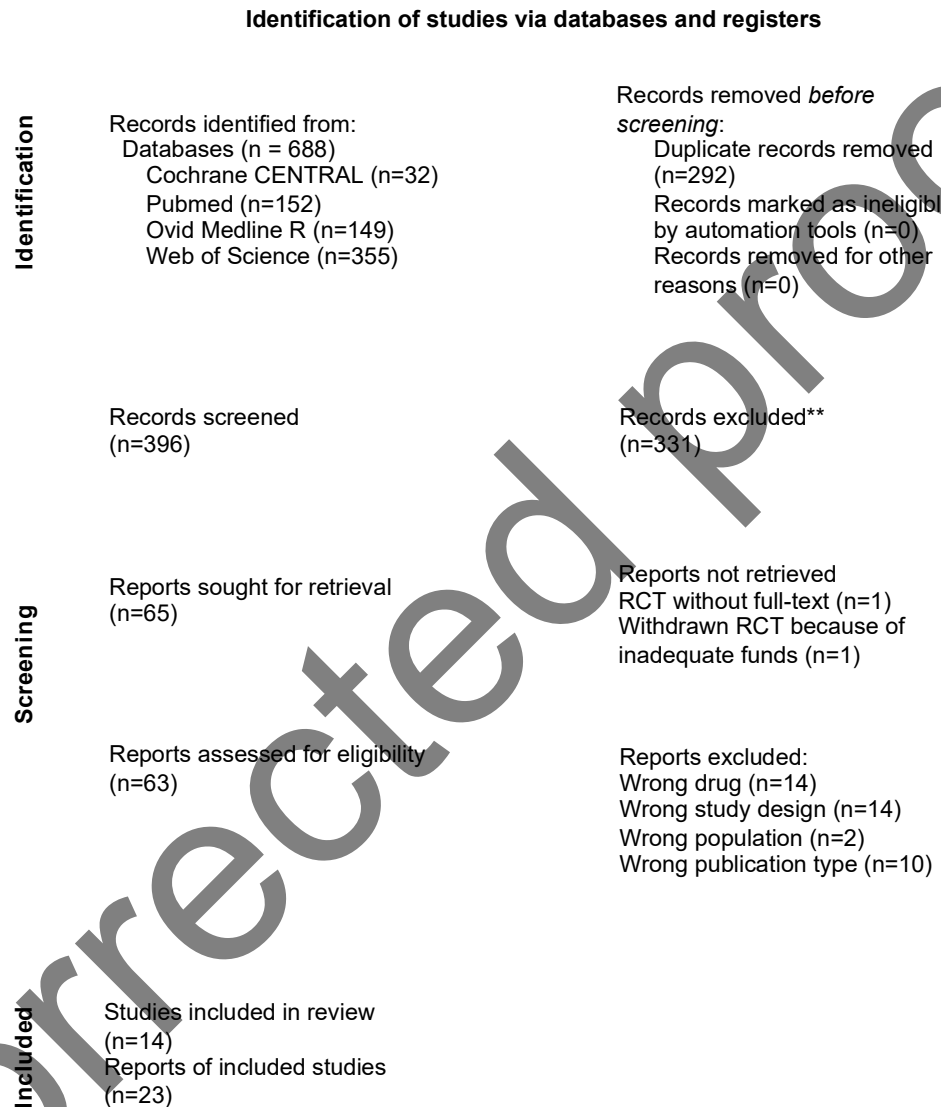 Identification of studies via databases and registers
Identification
Records identified from:
Databases (n = 688)
Cochrane CENTRAL (n=32)
Pubmed (n=152)
Ovid Medline R (n=149)
Web of Science (n=355)
Records removed before
screening:
Duplicate records removed
(n=292)
Records marked as ineligibl
by automation tools (n=0)
Records removed for other
reasons (n=0)
Records screened
(n=396)
Records excluded**
(n=331)
Screening
Reports sought for retrieval
(n=65)
Reports not retrieved
RCT without full-text (n=1)
Withdrawn RCT because of
inadequate funds (n=1)
Reports assessed for eligibility
(n=63)
Reports excluded:
Wrong drug (n=14)
Wrong study design (n=14)
Wrong population (n=2)
Wrong publication type (n=10)
Included
Studies included in review
(n=14)
Reports of included studies
(n=23)
orrected proo